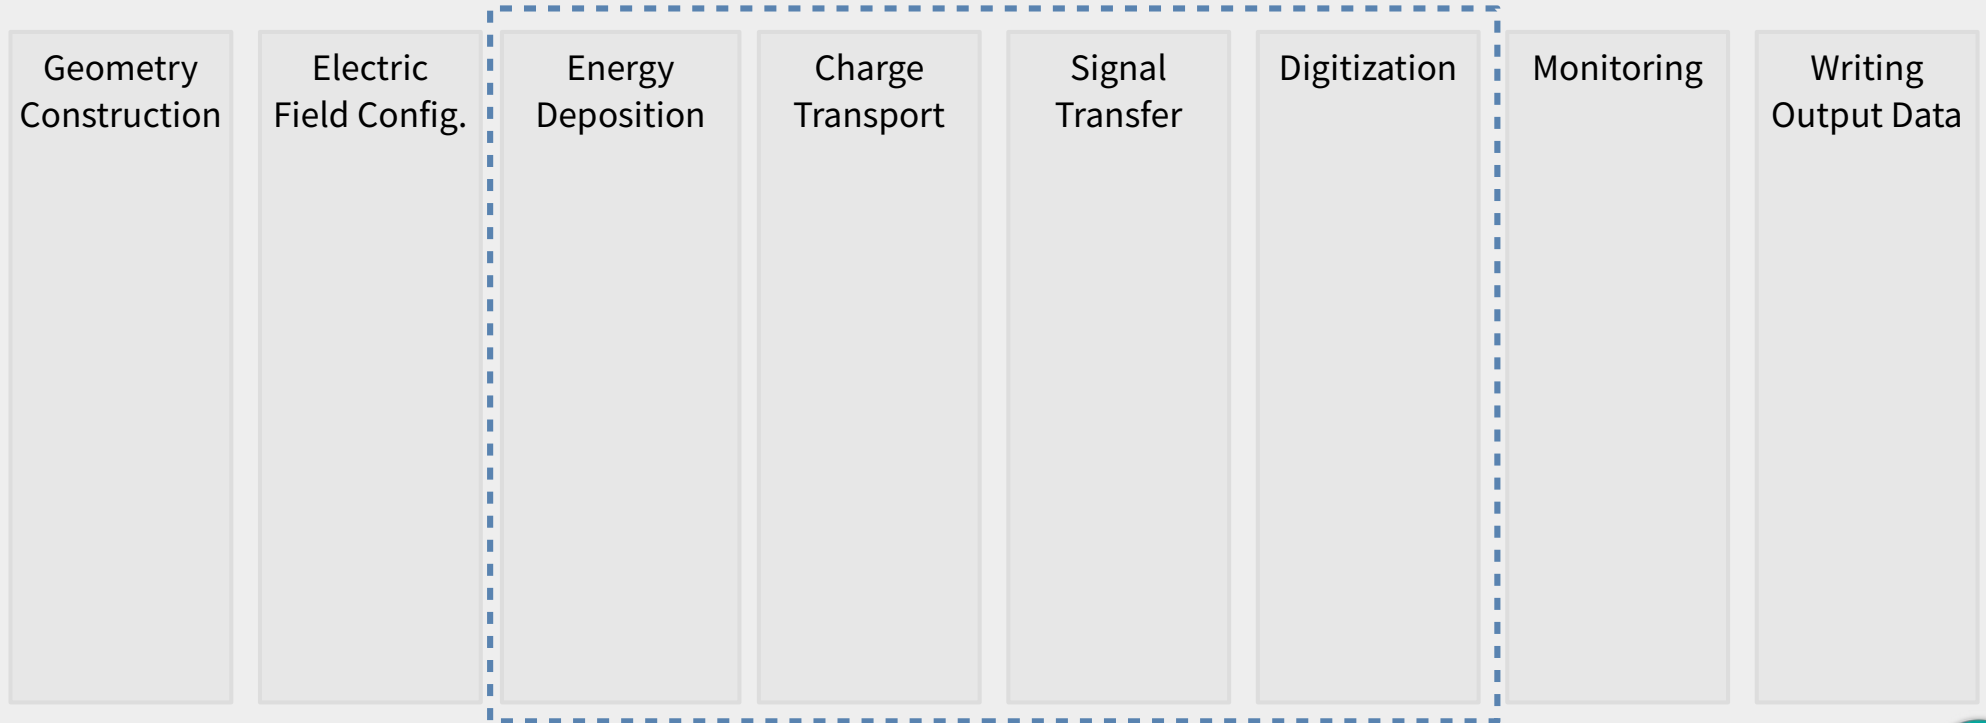 Geometry
Construction
Electric
Field Config.
Energy
Deposition
Charge
Transport
Signal
Transfer
Digitization
Monitoring
Writing
Output Data